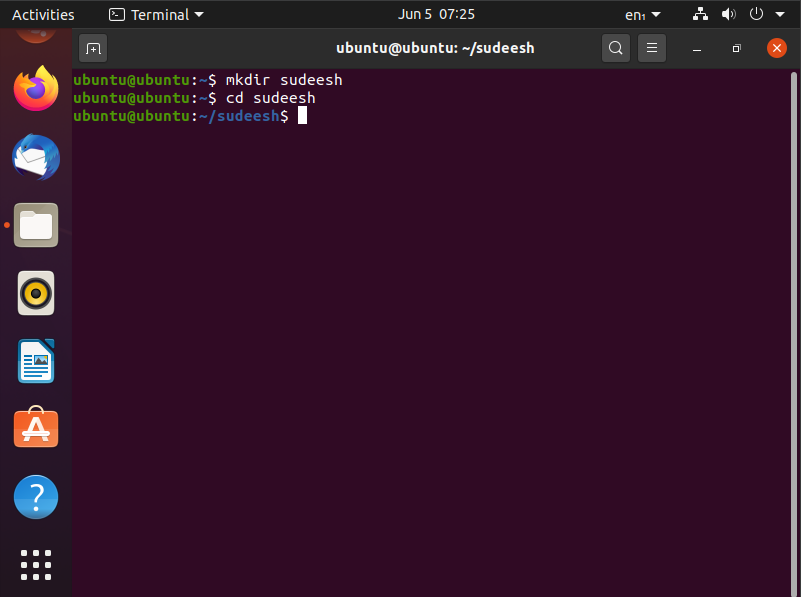 Activities
Terminal
Jun 5 07:25
en₁
ubuntu@ubuntu: ~/sudeesh
ubuntu@ubuntu:~$ mkdir sudeesh
ubuntu@ubuntu:~$ cd sudeesh
ubuntu@ubuntu:~/sudeesh$